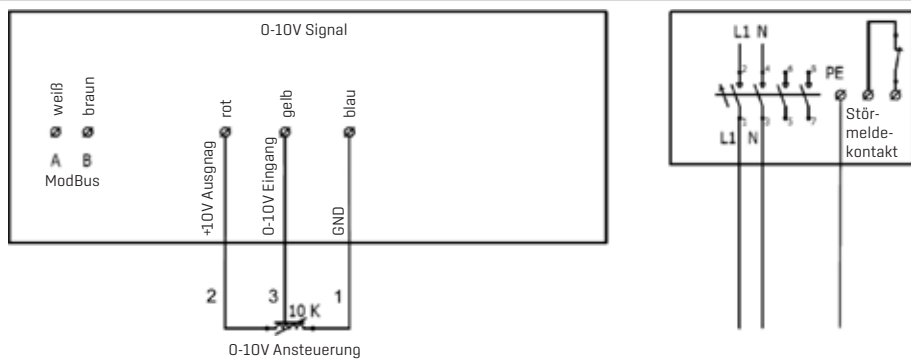 0-10V Signal
weiß
braun
rot
gelb
blau
A B
ModBus
+10V Ausgnag
0-10V Eingang
GND
2 3 1
10 K
0-10V Ansteuerung
L1 N
2 4 6 8
PE
1 3 5 7
L1 N
Stör-
melde-
kontakt